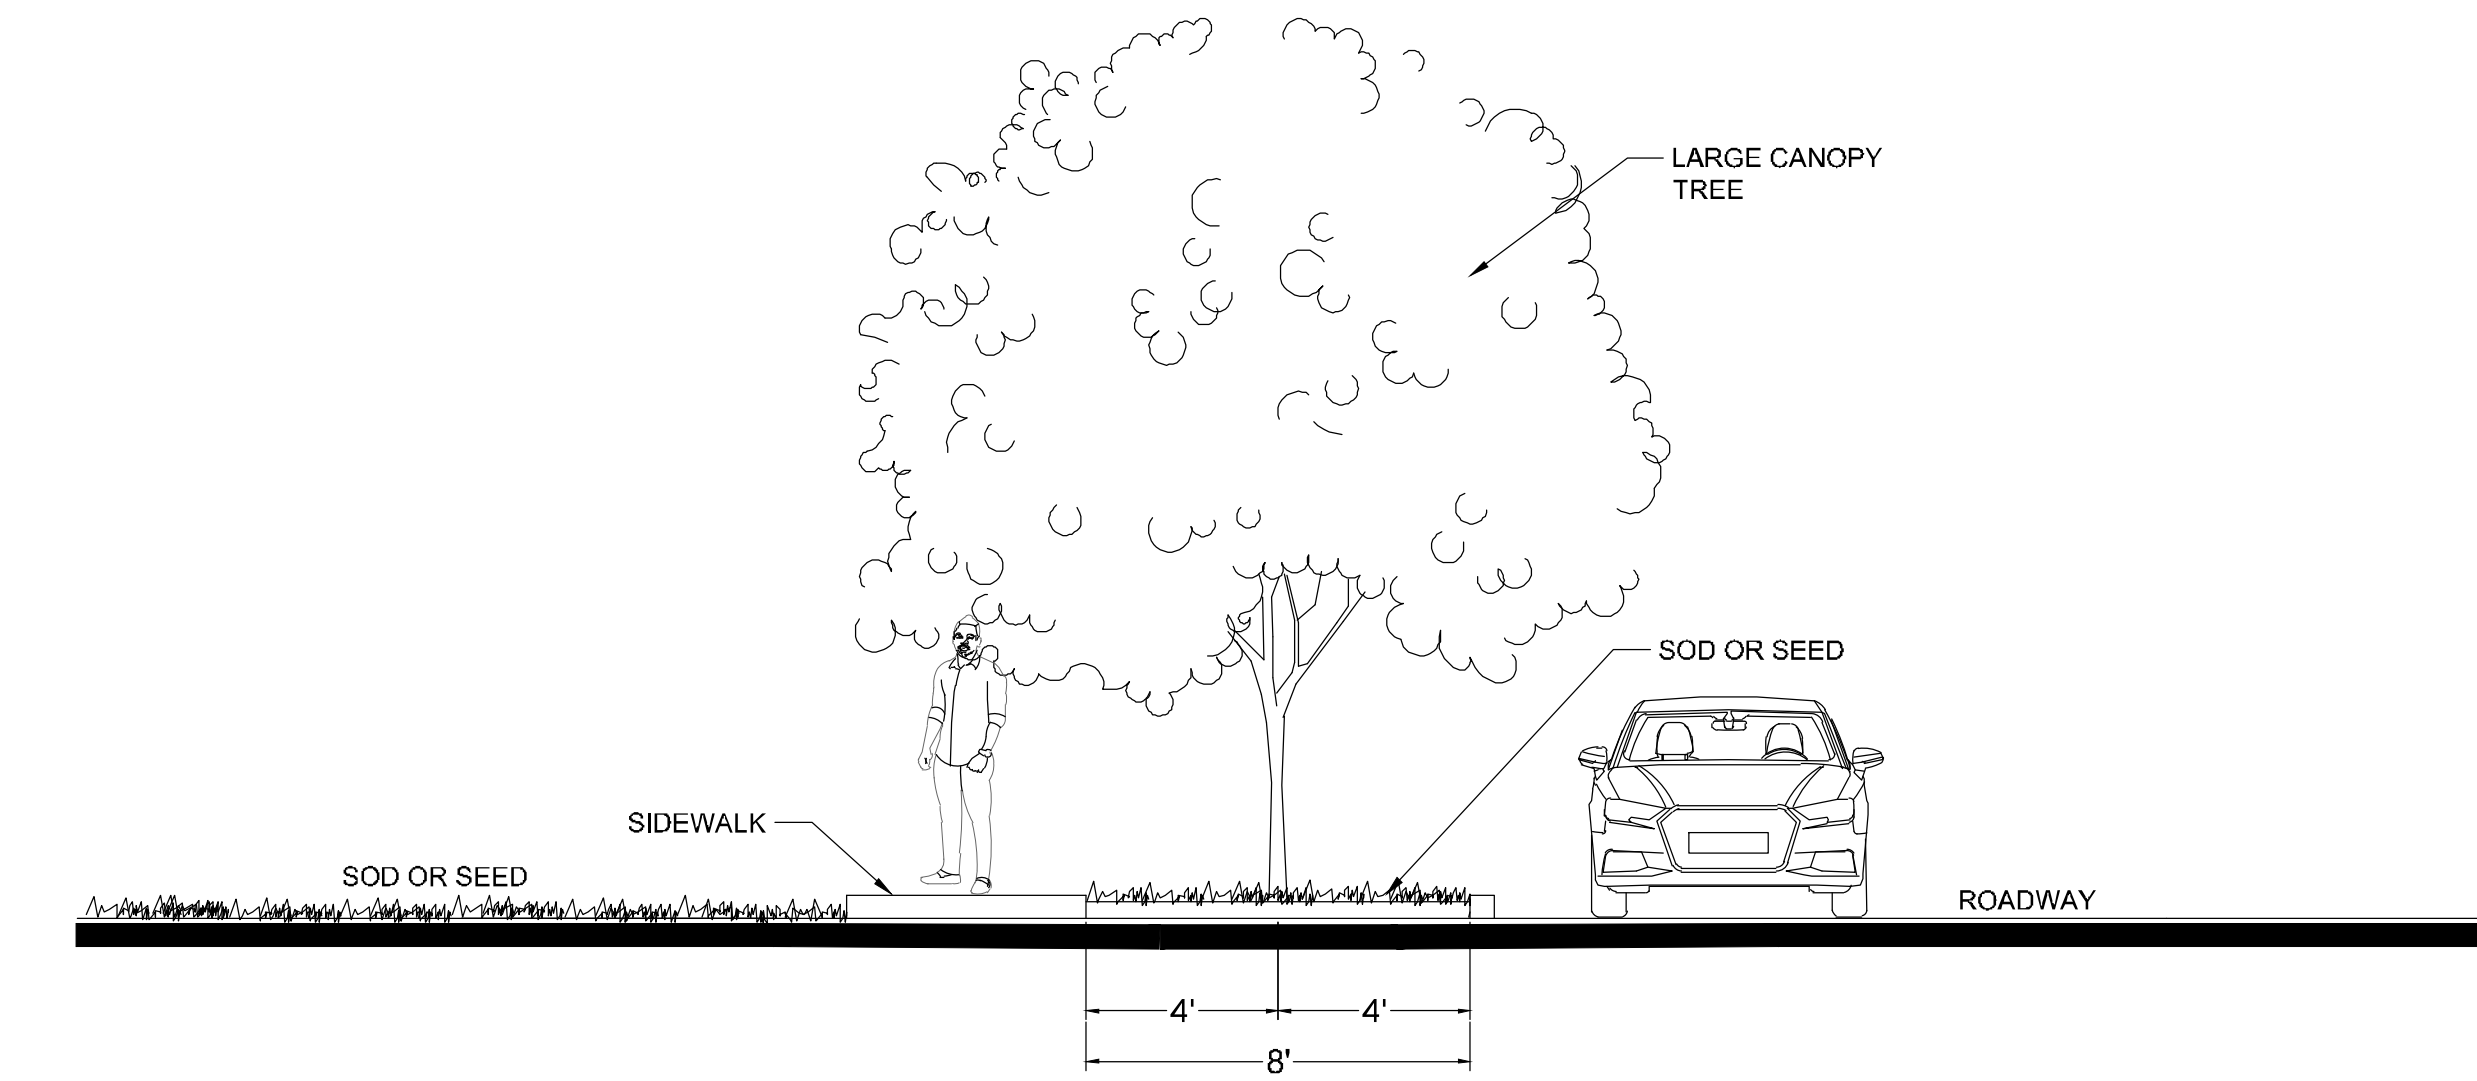 LARGE CANOPY
TREE
SOD OR SEED
SIDEWALK
SOD OR SEED
ROADWAY
4'
4'
8'